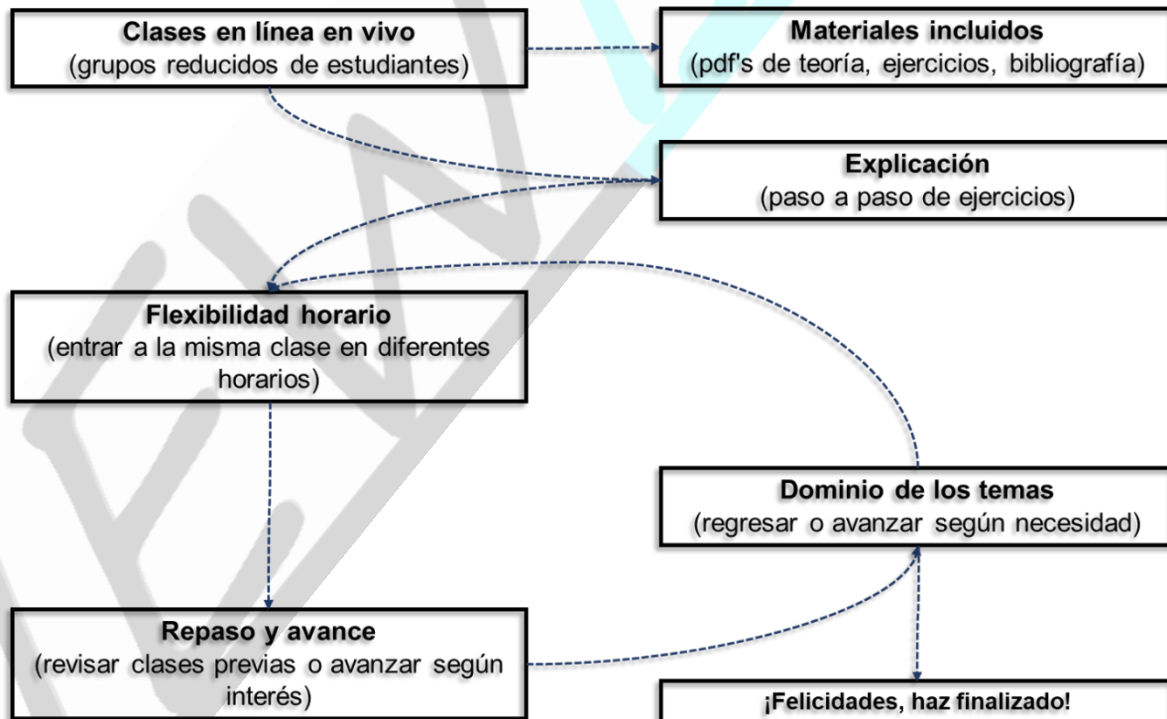 Clases en línea en vivo
(grupos reducidos de estudiantes)
Materiales incluidos
(pdf's de teoría, ejercicios, bibliografía)
Explicación
(paso a paso de ejercicios)
Flexibilidad horario
(entrar a la misma clase en diferentes
horarios)
Dominio de los temas
(regresar o avanzar según necesidad)
Repaso y avance
(revisar clases previas o avanzar según
interés)
¡Felicidades, haz finalizado!